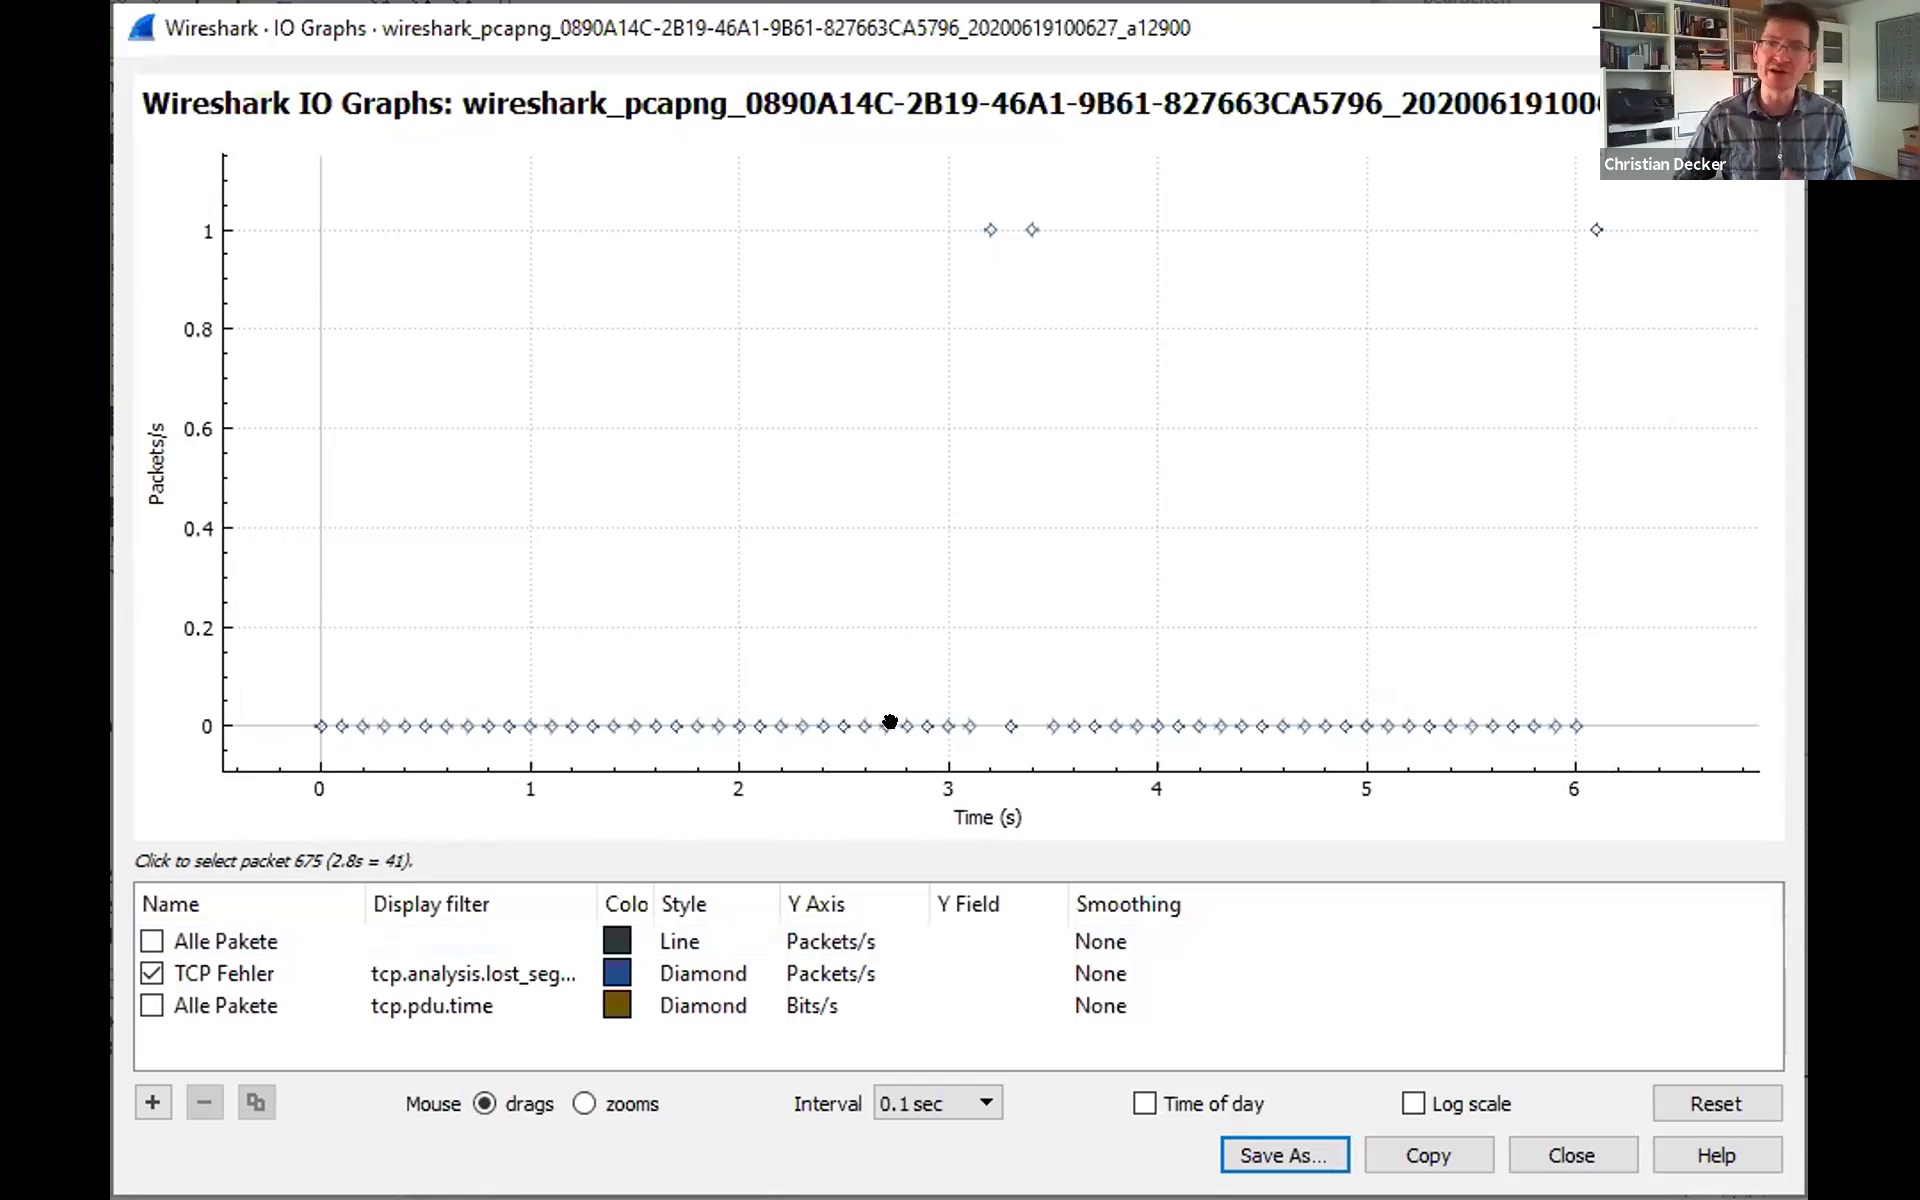 Wireshark · IO Graphs · wireshark_pcapng_0890A14C-2B19-46A1-9B61-827663CA5796_20200619100627_a12900
Wireshark IO Graphs: wireshark_pcapng_0890A14C-2B19-46A1-9B61-827663CA5796_202006191006
Christian Decker
1
0.8
0.6
0.4
0.2
0
Packets/s
0 1 2 3 4 5 6
Time (s)
Click to select packet 675 (2.8s = 41).
Name Display filter Colo Style Y Axis Y Field Smoothing
Alle Pakete Line Packets/s None
TCP Fehler tcp.analysis.lost_seg... Diamond Packets/s None
Alle Pakete tcp.pdu.time Diamond Bits/s None
+ − Mouse drags zooms Interval 0.1 sec Time of day Log scale Reset
Save As... Copy Close Help